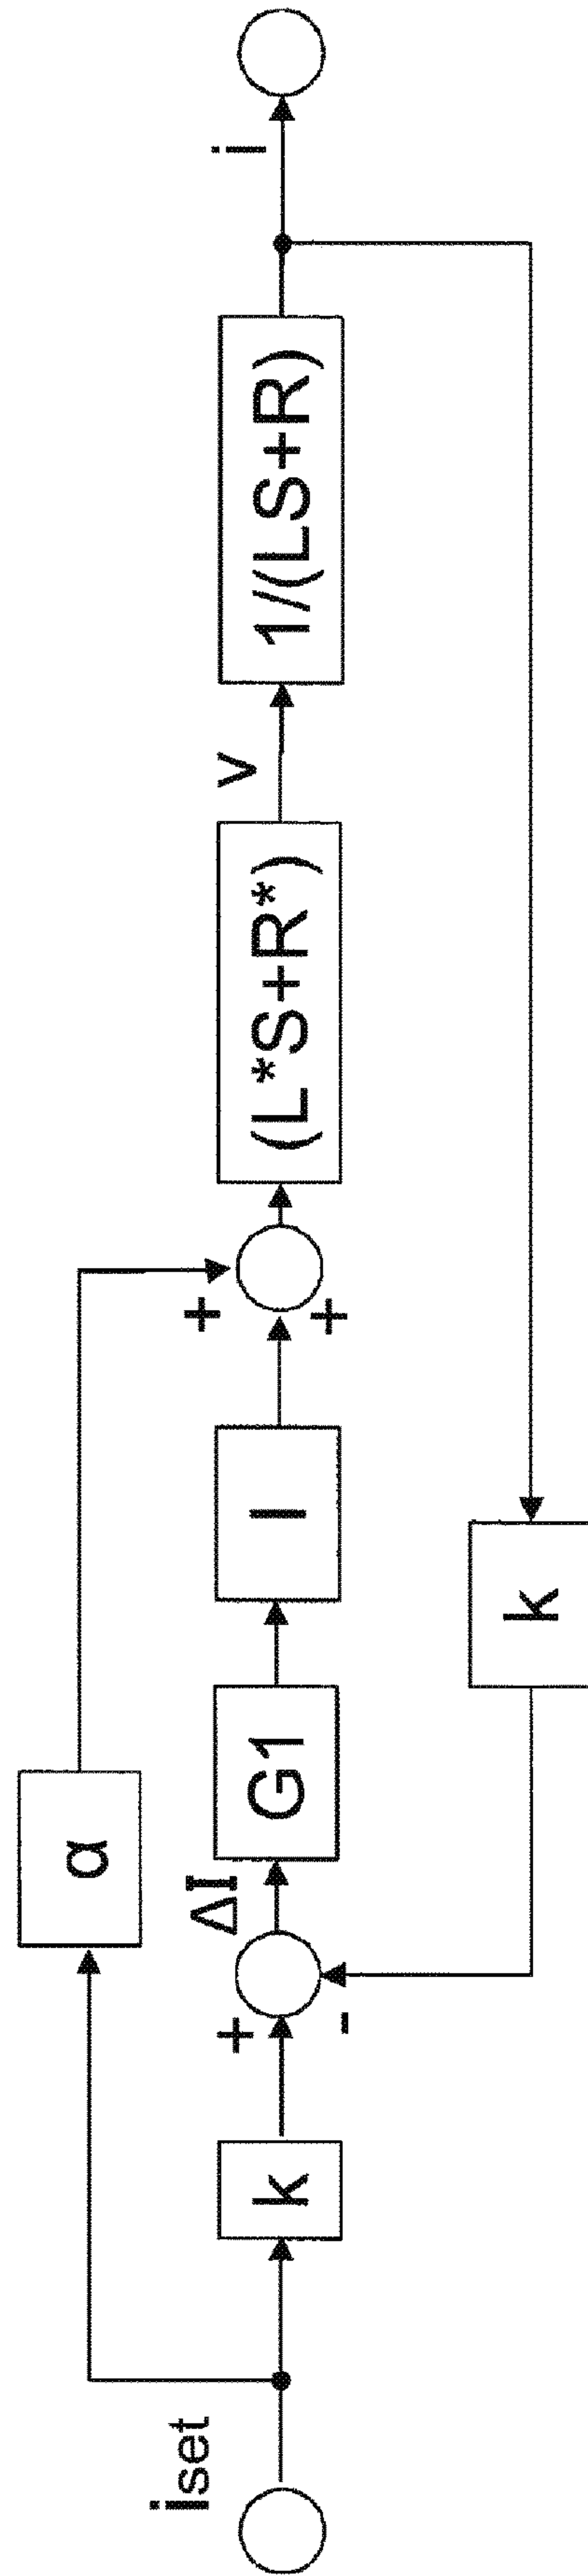 iset
α
k
+
-
ΔI
G1
I
+
+
(L*S+R*)
v
1/(LS+R)
i
k